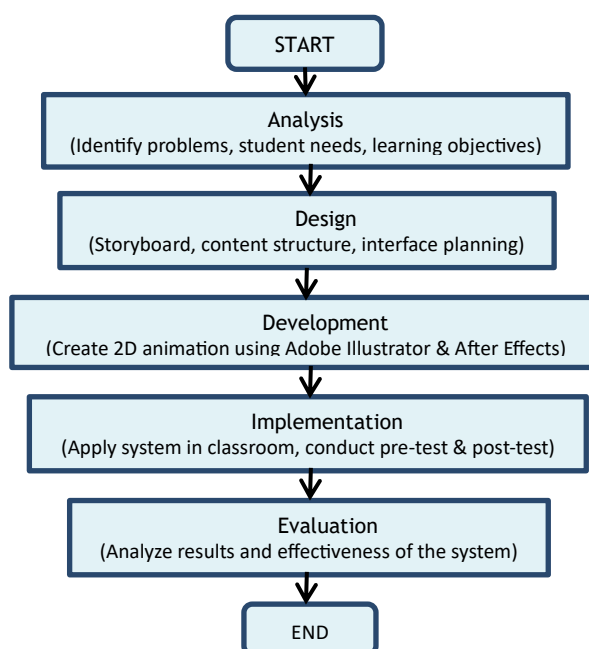 START
Analysis
(Identify problems, student needs, learning objectives)
Design
(Storyboard, content structure, interface planning)
Development
(Create 2D animation using Adobe Illustrator & After Effects)
Implementation
(Apply system in classroom, conduct pre-test & post-test)
Evaluation
(Analyze results and effectiveness of the system)
END